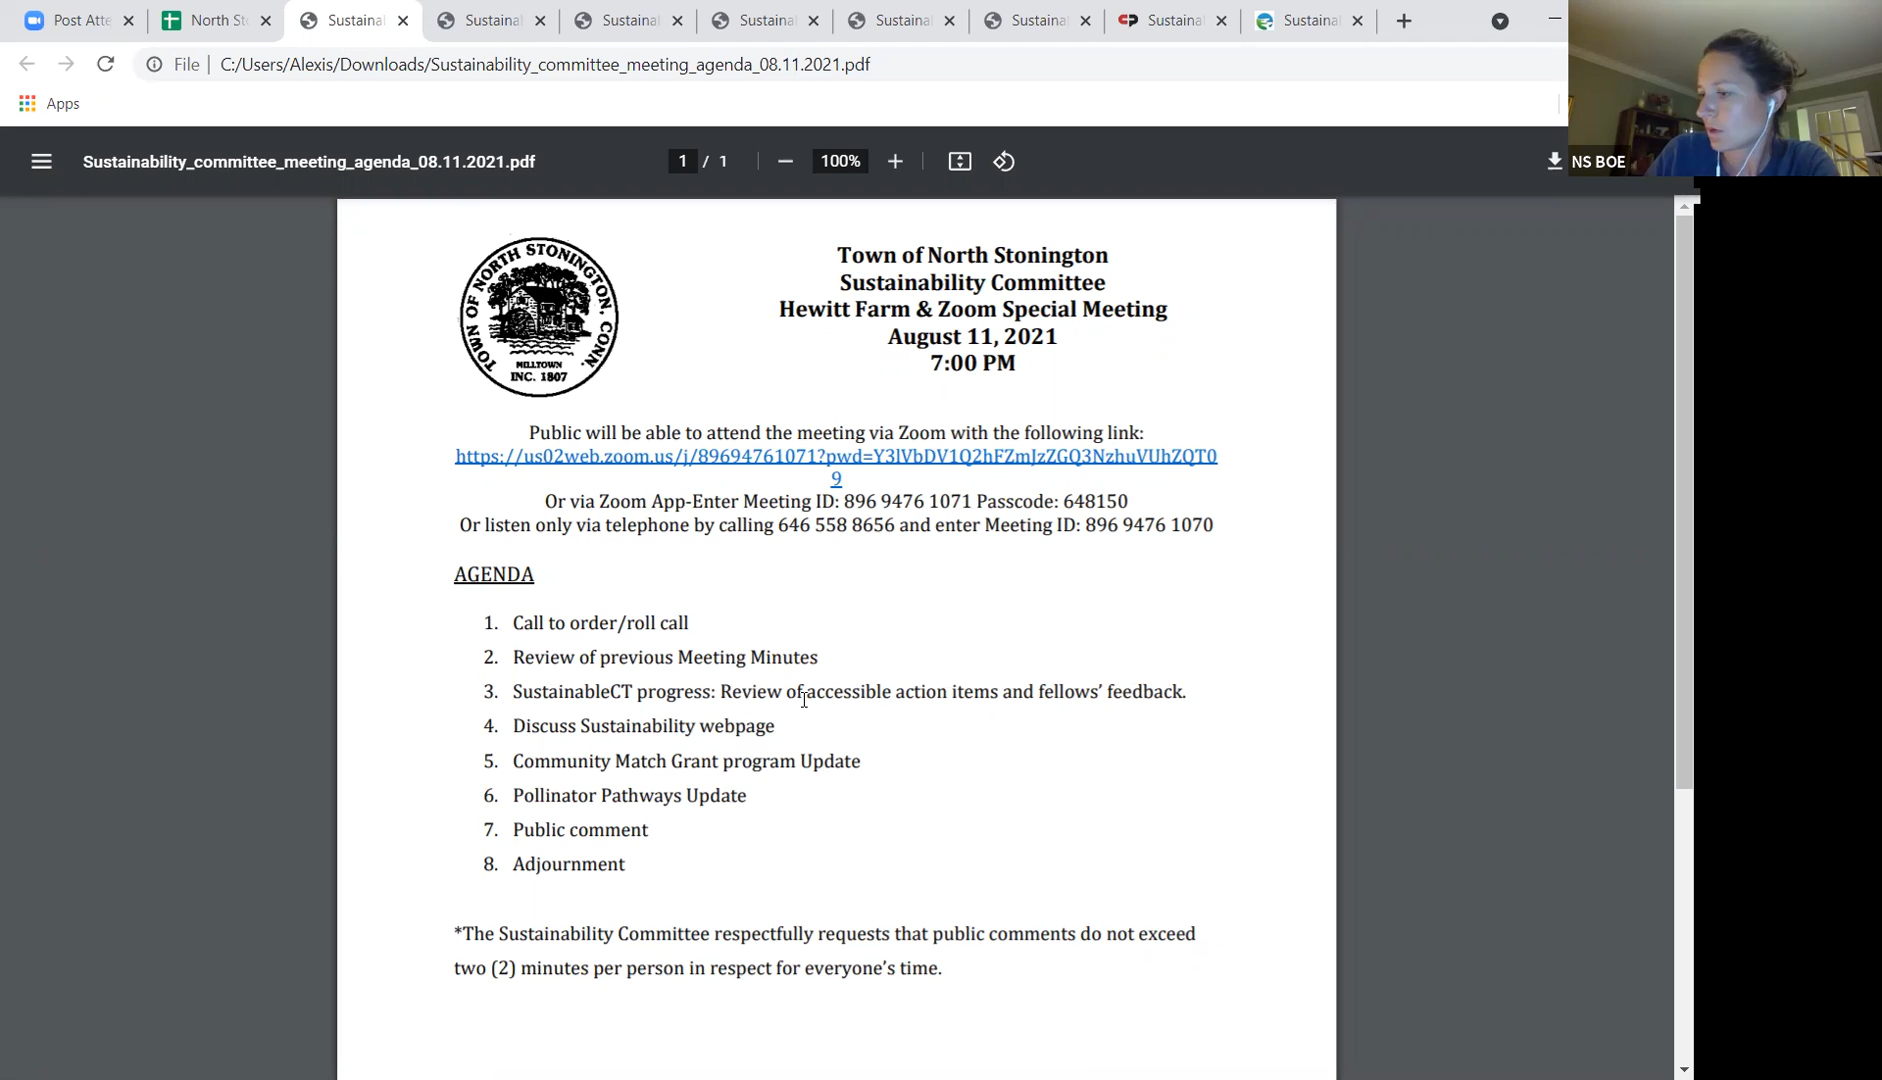 Post Atte
North St
Sustainal
Sustaina
Sustaina
Sustaina
Sustaina
Sustaina
Sustaina
Sustaina
File
C:/Users/Alexis/Downloads/Sustainability_committee_meeting_agenda_08.11.2021.pdf
Apps
NS BOE
Sustainability_committee_meeting_agenda_08.11.2021.pdf
1 / 1
100%
TOWN OF NORTH STONINGTON, CONN.
MILLTOWN
INC. 1807
Town of North Stonington
Sustainability Committee
Hewitt Farm & Zoom Special Meeting
August 11, 2021
7:00 PM
Public will be able to attend the meeting via Zoom with the following link:
https://us02web.zoom.us/j/89694761071?pwd=Y3lVbDV1Q2hFZmJzZGQ3NzhuVUhZQT0
9
Or via Zoom App-Enter Meeting ID: 896 9476 1071 Passcode: 648150
Or listen only via telephone by calling 646 558 8656 and enter Meeting ID: 896 9476 1070
AGENDA
1. Call to order/roll call
2. Review of previous Meeting Minutes
3. SustainableCT progress: Review of accessible action items and fellows’ feedback.
4. Discuss Sustainability webpage
5. Community Match Grant program Update
6. Pollinator Pathways Update
7. Public comment
8. Adjournment
*The Sustainability Committee respectfully requests that public comments do not exceed
two (2) minutes per person in respect for everyone’s time.